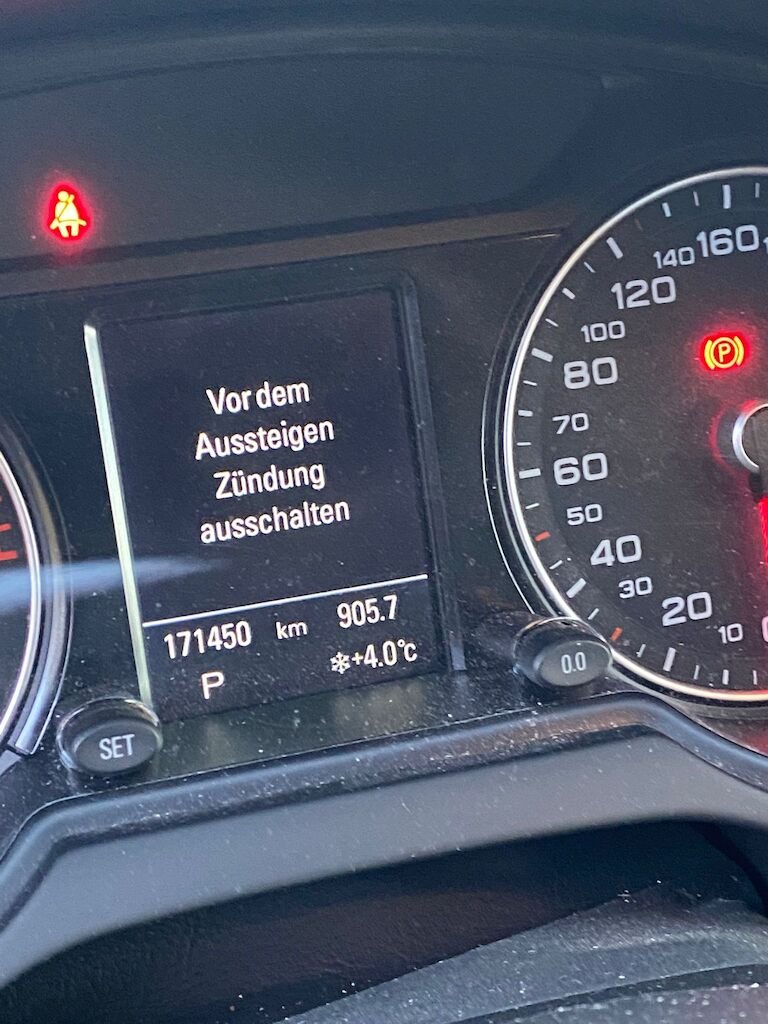 Vor dem
Aussteigen
Zündung
ausschalten
171450 km 905.7
P
+4.0°C
SET
0.0
160
140
120
100
80
70
60
50
40
30
20
10
P